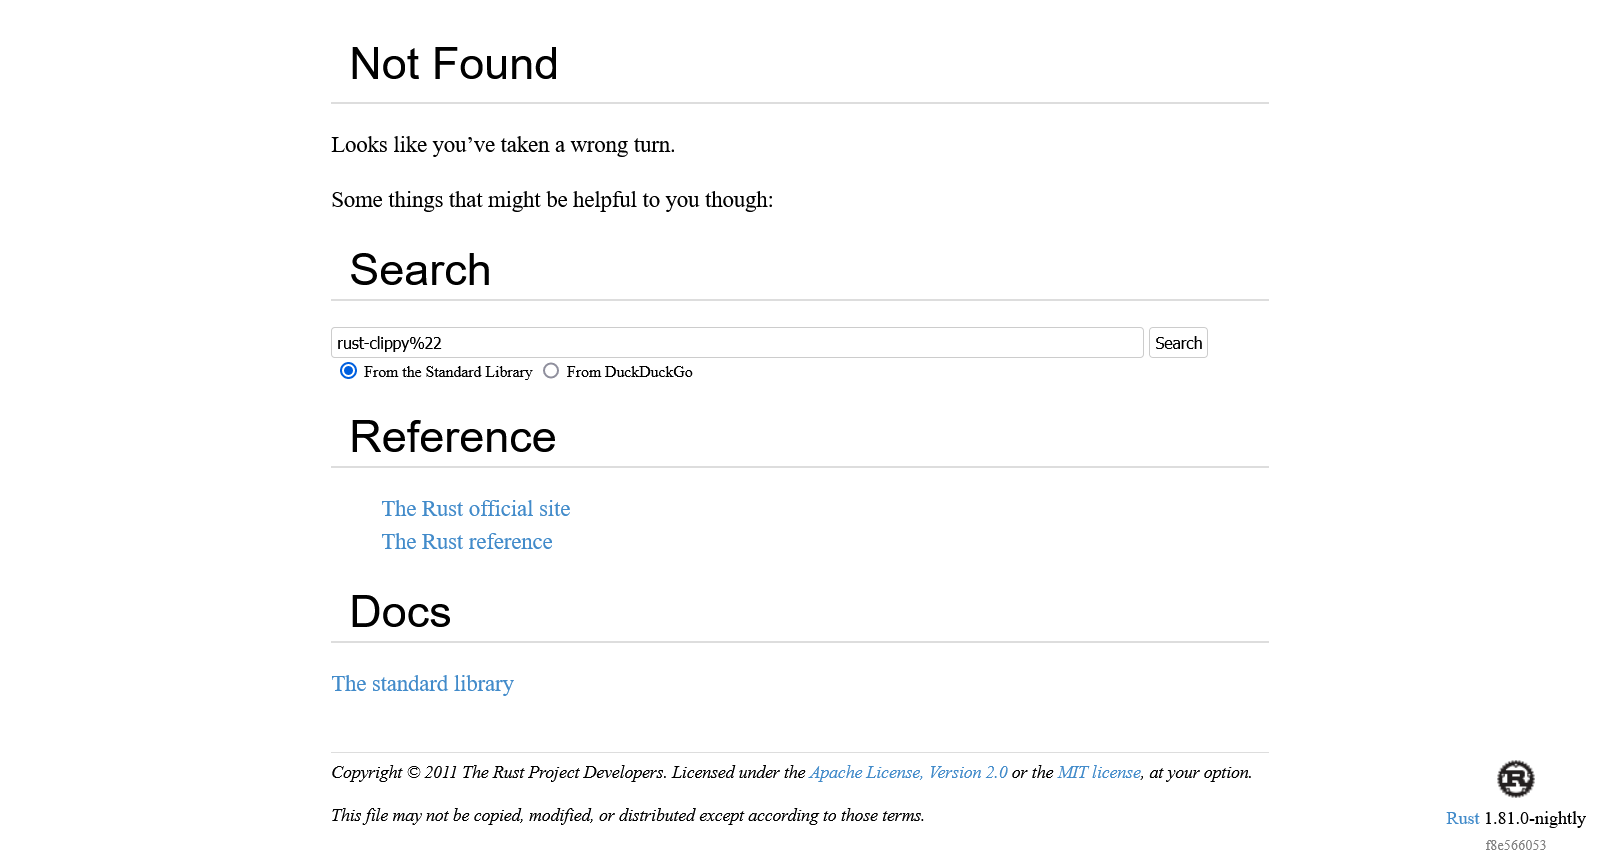 Not Found
Looks like you’ve taken a wrong turn.
Some things that might be helpful to you though:
Search
rust-clippy%22 Search
From the Standard Library From DuckDuckGo
Reference
The Rust official site
The Rust reference
Docs
The standard library
Copyright © 2011 The Rust Project Developers. Licensed under the Apache License, Version 2.0 or the MIT license, at your option.
This file may not be copied, modified, or distributed except according to those terms.
R
Rust 1.81.0-nightly
f8e566053